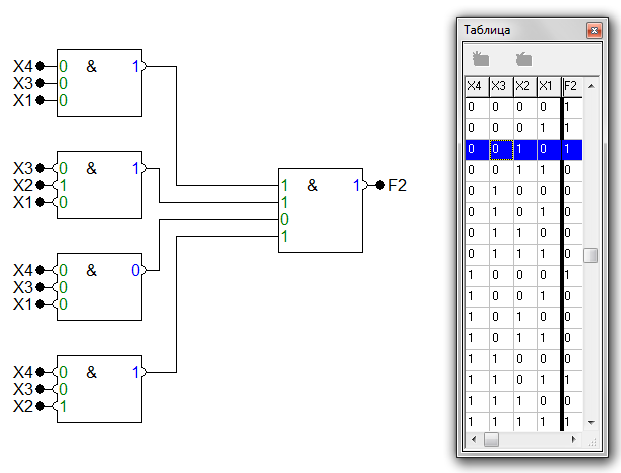 Таблица
X4 0 & 1
X3 0
X1 0
X3 0 & 1
X2 1
X1 0
X4 0 & 0
X3 0
X1 0
X4 0 & 1
X3 0
X2 1
1 & 1 F2
1
0
1
X4 X3 X2 X1 F2
0 0 0 0 1
0 0 0 1 1
0 0 1 0 1
0 0 1 1 0
0 1 0 0 0
0 1 0 1 0
0 1 1 0 0
0 1 1 1 0
1 0 0 0 1
1 0 0 1 0
1 0 1 0 0
1 0 1 1 0
1 1 0 0 0
1 1 0 1 1
1 1 1 0 0
1 1 1 1 1